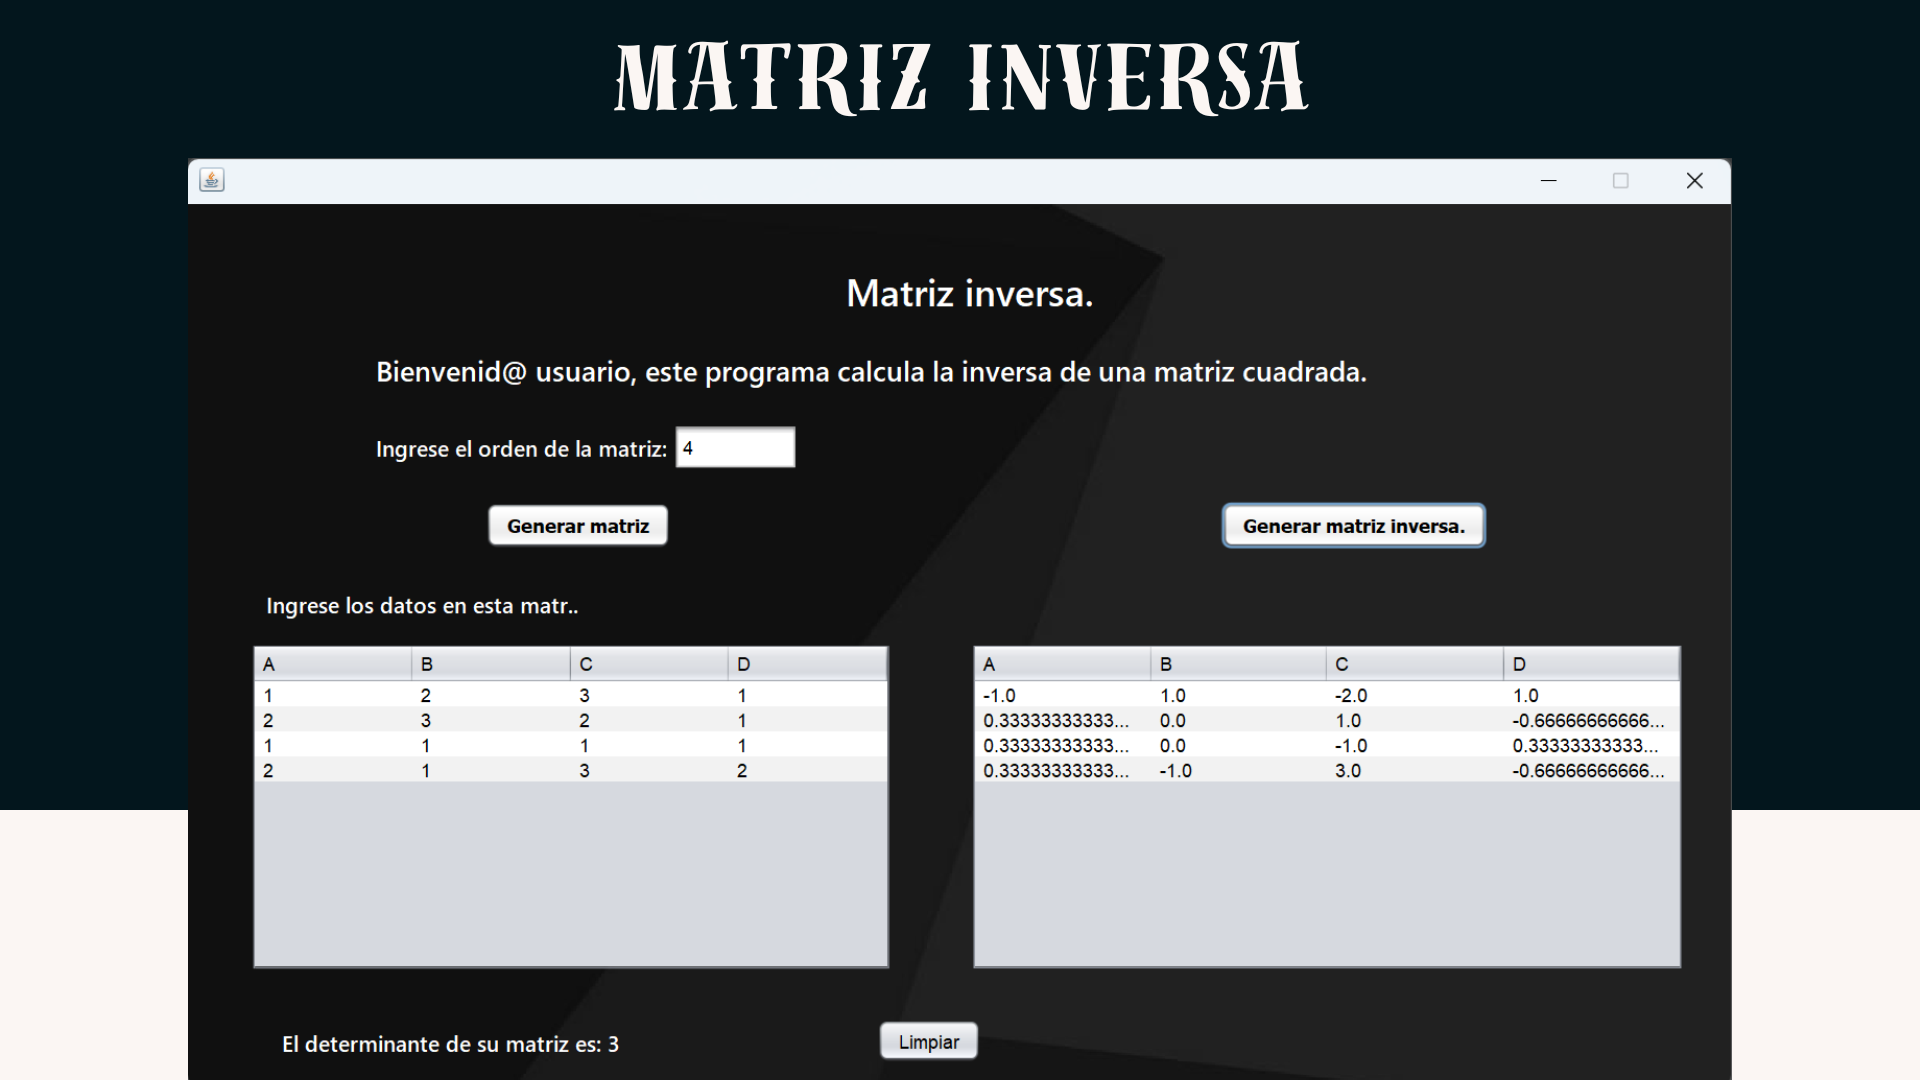 MATRIZ INVERSA
Matriz inversa.
Bienvenid@ usuario, este programa calcula la inversa de una matriz cuadrada.
Ingrese el orden de la matriz: 4
Generar matriz
Generar matriz inversa.
Ingrese los datos en esta matr..
A B C D
1 2 3 1
2 3 2 1
1 1 1 1
2 1 3 2
A B C D
-1.0 1.0 -2.0 1.0
0.33333333333... 0.0 1.0 -0.66666666666...
0.33333333333... 0.0 -1.0 0.33333333333...
0.33333333333... -1.0 3.0 -0.66666666666...
El determinante de su matriz es: 3
Limpiar